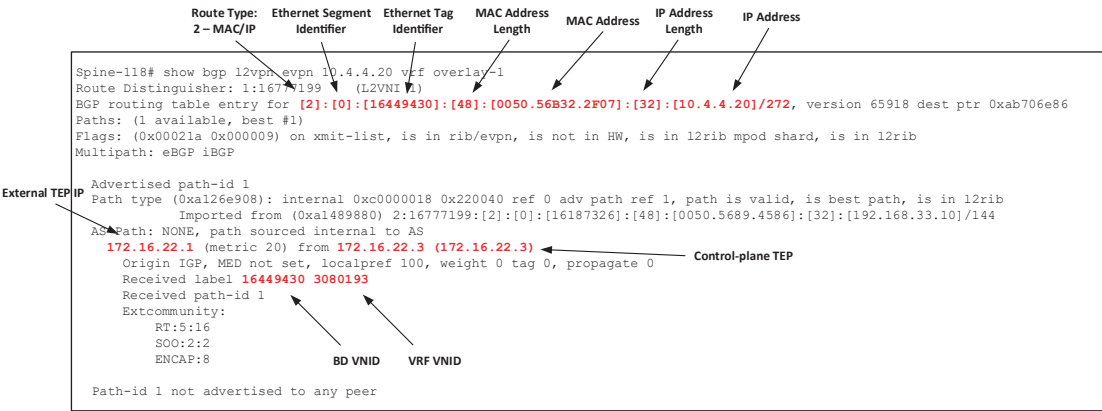 Route Type:
2 – MAC/IP
Ethernet Segment
Identifier
Ethernet Tag
Identifier
MAC Address
Length
MAC Address
IP Address
Length
IP Address
Spine-118# show bgp l2vpn evpn 10.4.4.20 vrf overlay-1
Route Distinguisher: 1:16777199 (L2VNI 1)
BGP routing table entry for [2]:[0]:[16449430]:[48]:[0050.56B32.2F07]:[32]:[10.4.4.20]/272, version 65918 dest ptr 0xab706e86
Paths: (1 available, best #1)
Flags: (0x00021a 0x000009) on xmit-list, is in rib/evpn, is not in HW, is in l2rib mpod shard, is in l2rib
Multipath: eBGP iBGP
Advertised path-id 1
External TEP IP
Path type (0xa126e908): internal 0xc0000018 0x220040 ref 0 adv path ref 1, path is valid, is best path, is in l2rib
Imported from (0xa1489880) 2:16777199:[2]:[0]:[16187326]:[48]:[0050.5689.4586]:[32]:[192.168.33.10]/144
AS-Path: NONE, path sourced internal to AS
172.16.22.1 (metric 20) from 172.16.22.3 (172.16.22.3)
Control-plane TEP
Origin IGP, MED not set, localpref 100, weight 0 tag 0, propagate 0
Received label 16449430 3080193
Received path-id 1
Extcommunity:
RT:5:16
SOO:2:2
ENCAP:8
BD VNID
VRF VNID
Path-id 1 not advertised to any peer